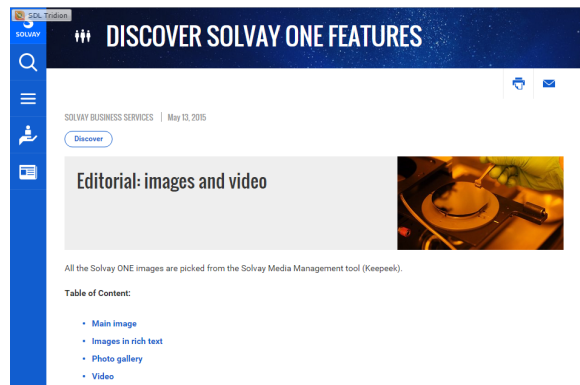 SDL Tridion
SOLVAY
DISCOVER SOLVAY ONE FEATURES
SOLVAY BUSINESS SERVICES | May 13, 2015
Discover
Editorial: images and video
All the Solvay ONE images are picked from the Solvay Media Management tool (Keepeek).
Table of Content:
• Main image
• Images in rich text
• Photo gallery
• Video